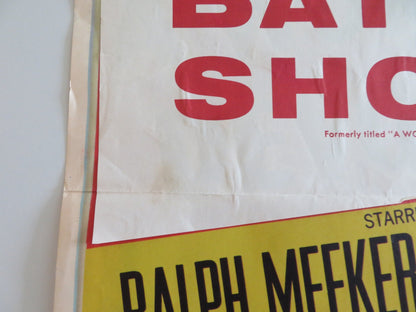 BAT
SHO
Formerly titled "A WO
STARR
RALPH MEEKER